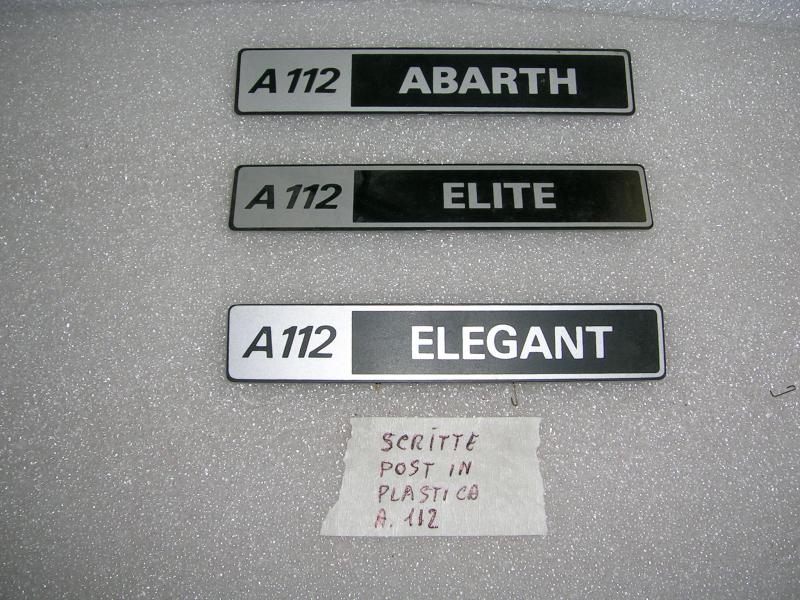 A 112 ABARTH
A 112 ELITE
A 112 ELEGANT
SCRITTE
POST IN
PLASTICA
A. 112